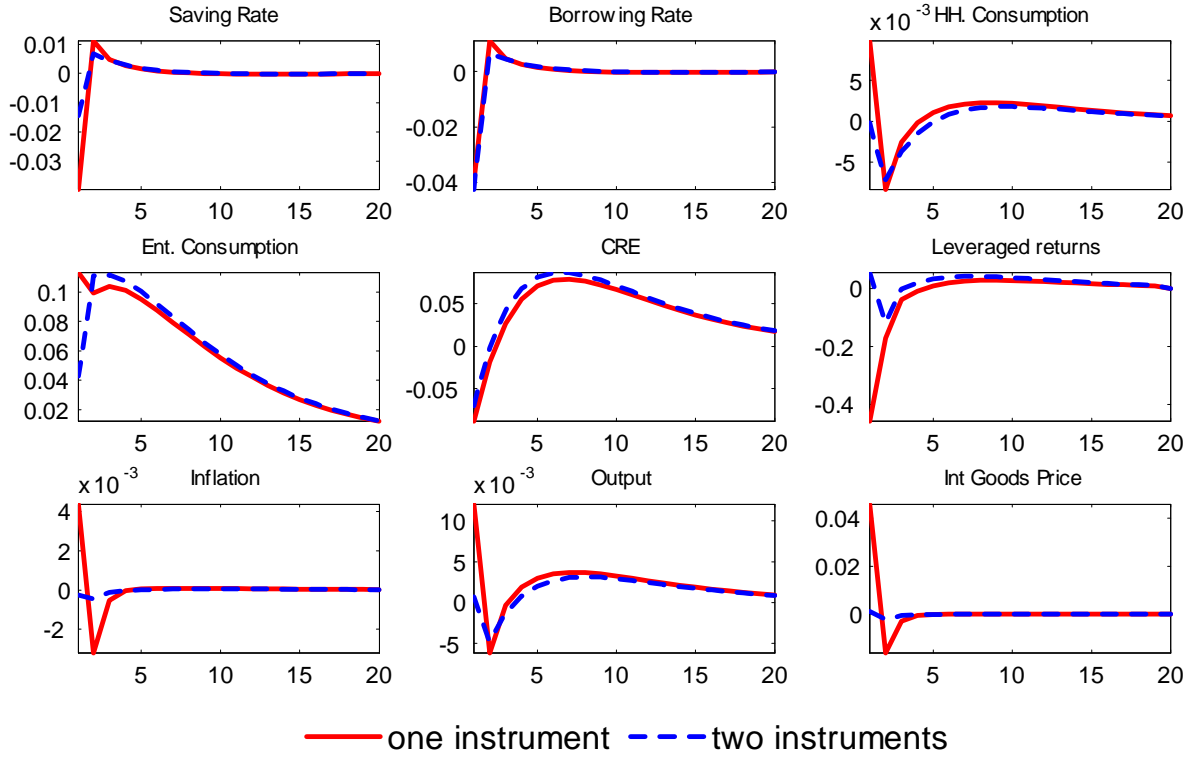 Saving Rate
0.01
0
-0.01
-0.02
-0.03
5 10 15 20
Borrowing Rate
0
-0.02
-0.04
5 10 15 20
x 10 -3 HH. Consumption
5
0
-5
5 10 15 20
Ent. Consumption
0.1
0.08
0.06
0.04
0.02
5 10 15 20
CRE
0.05
0
-0.05
5 10 15 20
Leveraged returns
0
-0.2
-0.4
5 10 15 20
x 10 -3 Inflation
4
2
0
-2
5 10 15 20
x 10 -3 Output
10
5
0
-5
5 10 15 20
Int Goods Price
0.04
0.02
0
5 10 15 20
one instrument two instruments